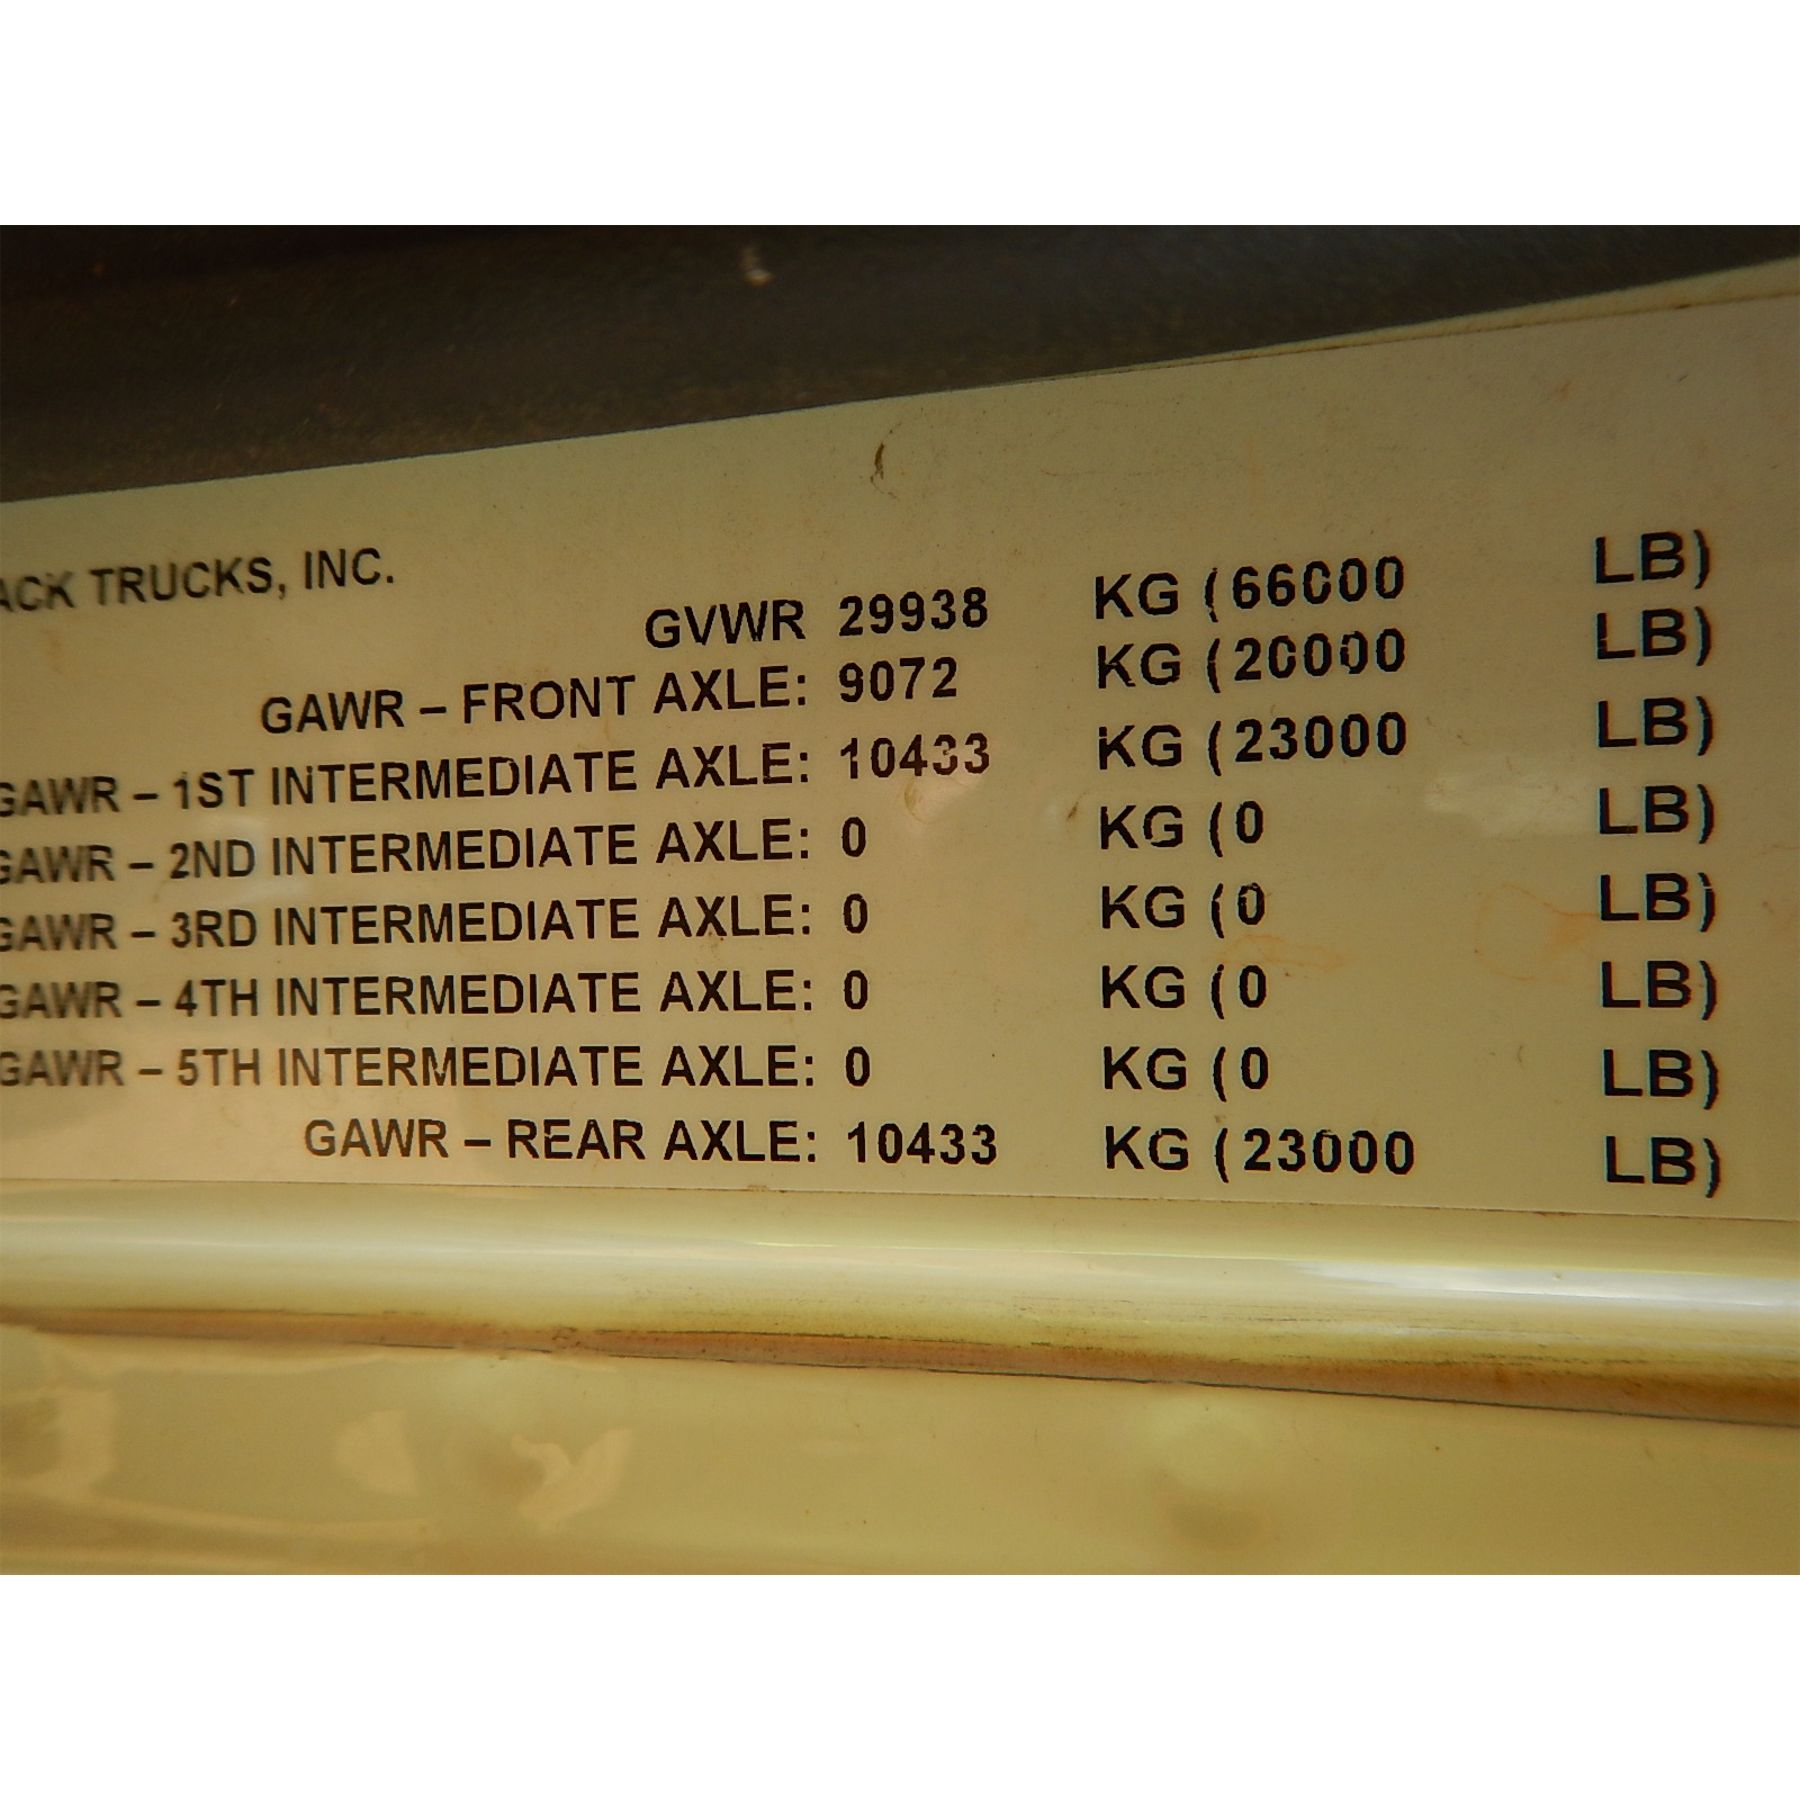 ACK TRUCKS, INC.
GVWR 29938 KG (66000 LB)
GAWR – FRONT AXLE: 9072 KG (20000 LB)
GAWR – 1ST INTERMEDIATE AXLE: 10433 KG (23000 LB)
GAWR – 2ND INTERMEDIATE AXLE: 0 KG (0 LB)
GAWR – 3RD INTERMEDIATE AXLE: 0 KG (0 LB)
GAWR – 4TH INTERMEDIATE AXLE: 0 KG (0 LB)
GAWR – 5TH INTERMEDIATE AXLE: 0 KG (0 LB)
GAWR – REAR AXLE: 10433 KG (23000 LB)